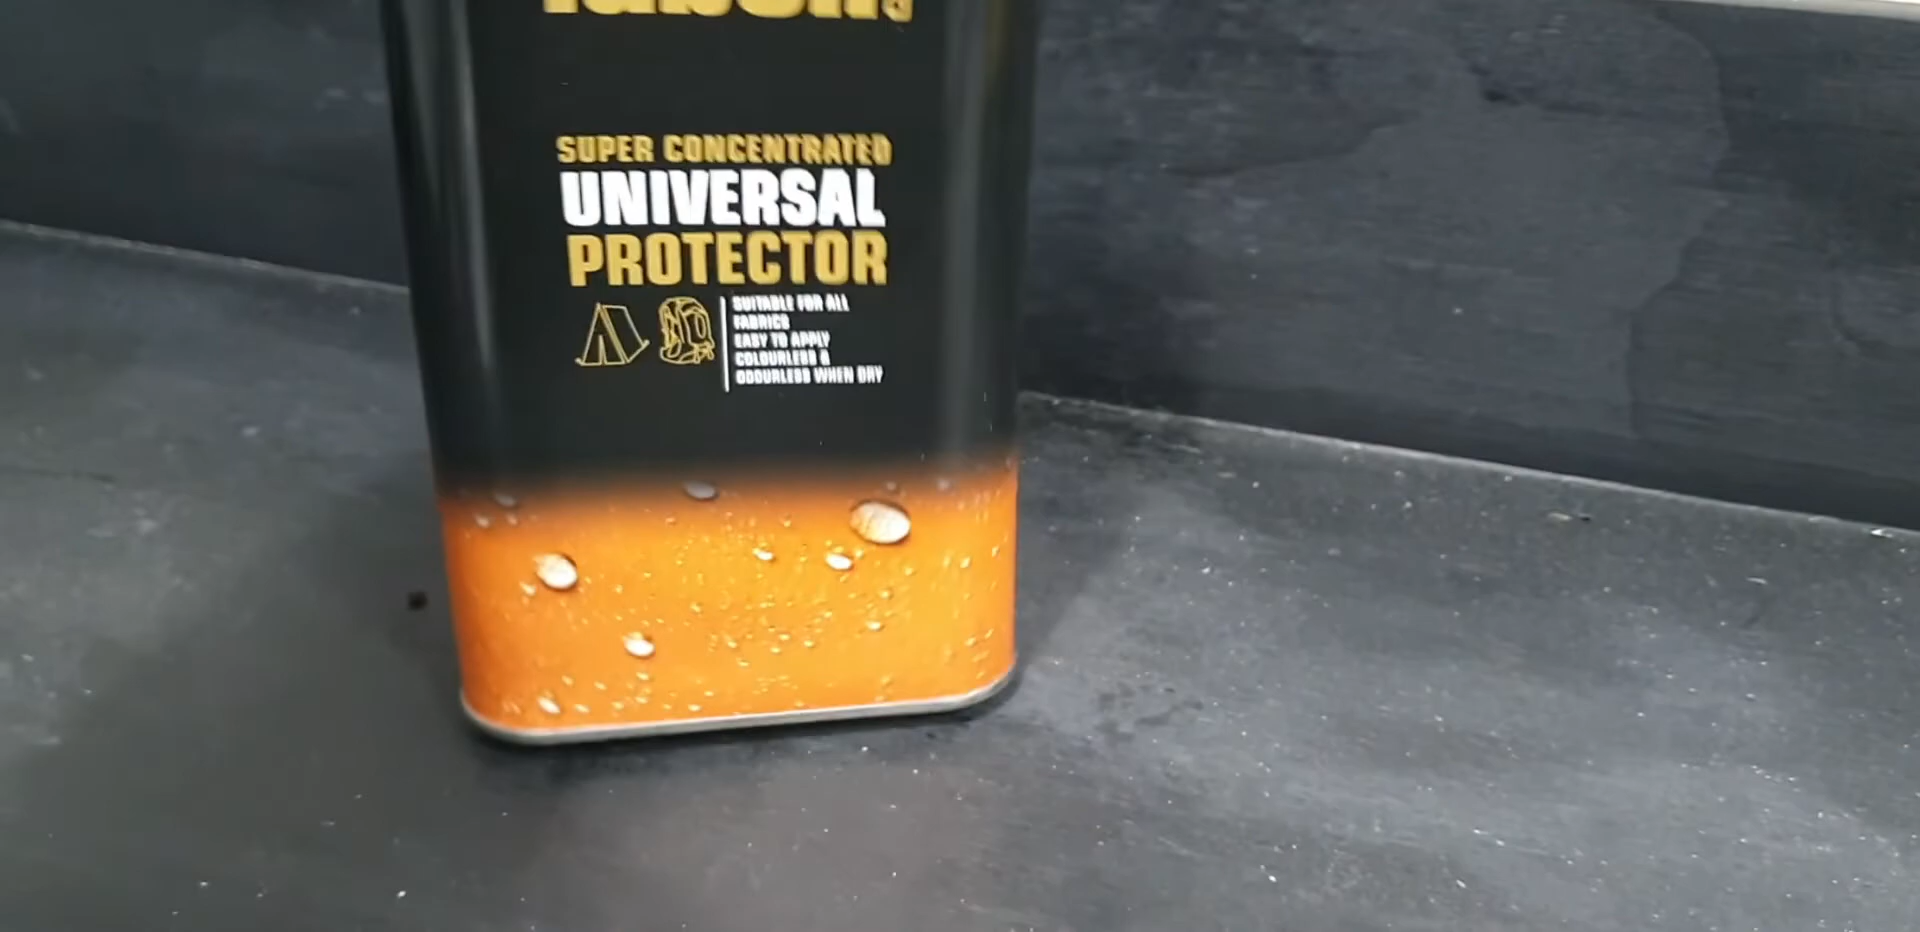 SUPER CONCENTRATED
UNIVERSAL
PROTECTOR
SUITABLE FOR ALL
FABRICS
EASY TO APPLY
COLOURLESS &
ODOURLESS WHEN DRY